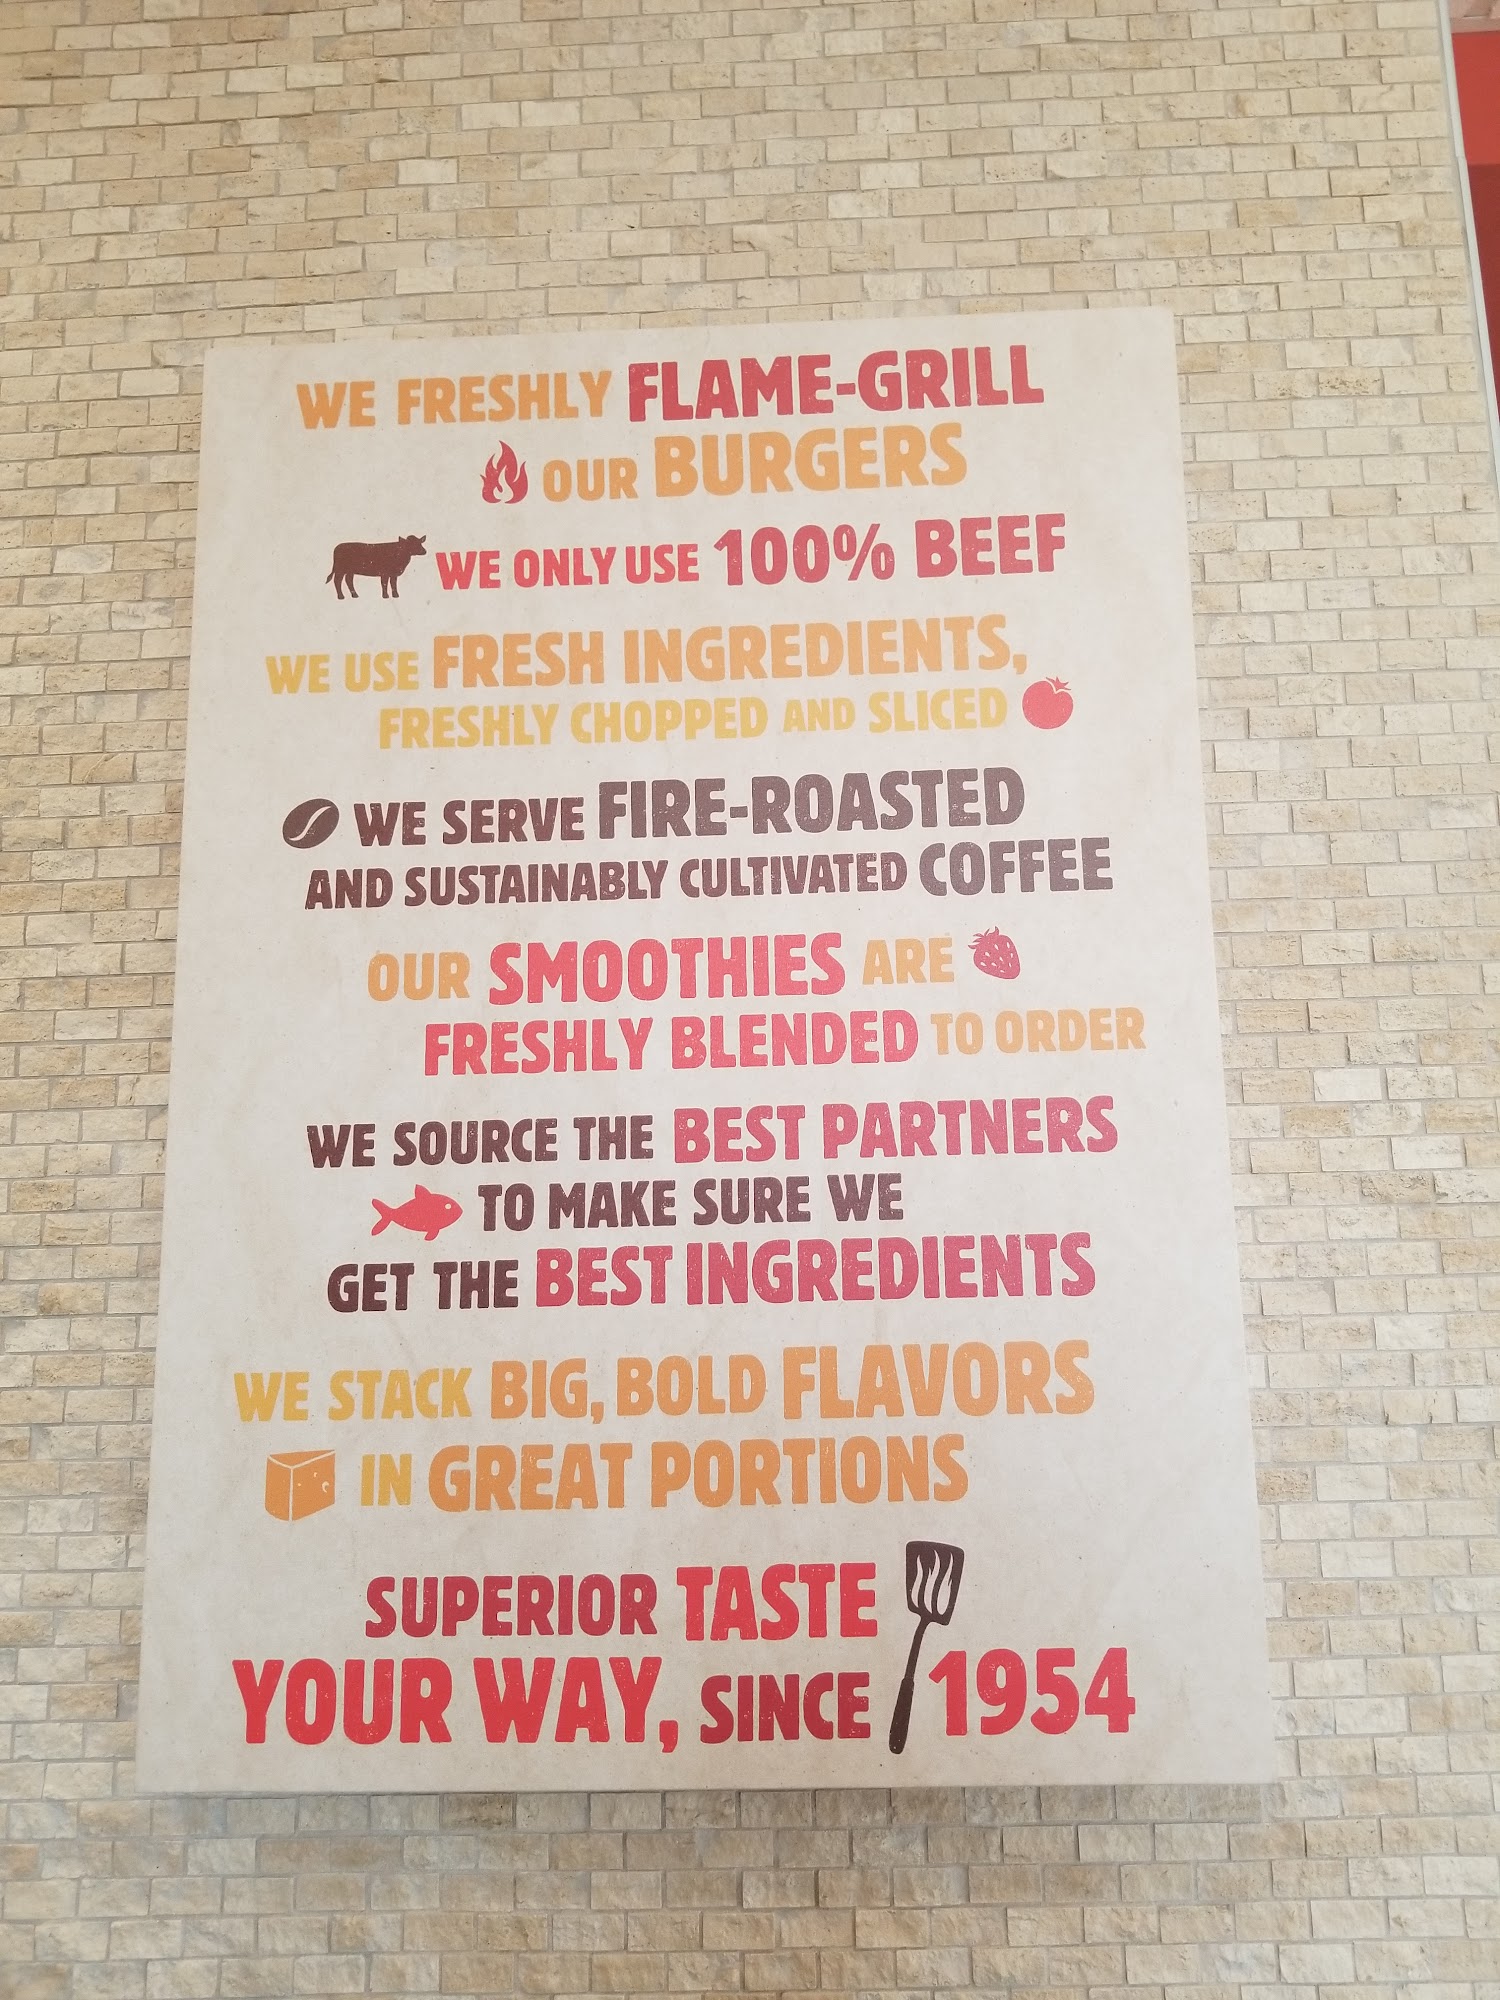 WE FRESHLY FLAME-GRILL
OUR BURGERS
WE ONLY USE 100% BEEF
WE USE FRESH INGREDIENTS,
FRESHLY CHOPPED AND SLICED
WE SERVE FIRE-ROASTED
AND SUSTAINABLY CULTIVATED COFFEE
OUR SMOOTHIES ARE
FRESHLY BLENDED TO ORDER
WE SOURCE THE BEST PARTNERS
TO MAKE SURE WE
GET THE BEST INGREDIENTS
WE STACK BIG, BOLD FLAVORS
IN GREAT PORTIONS
SUPERIOR TASTE
YOUR WAY, SINCE 1954